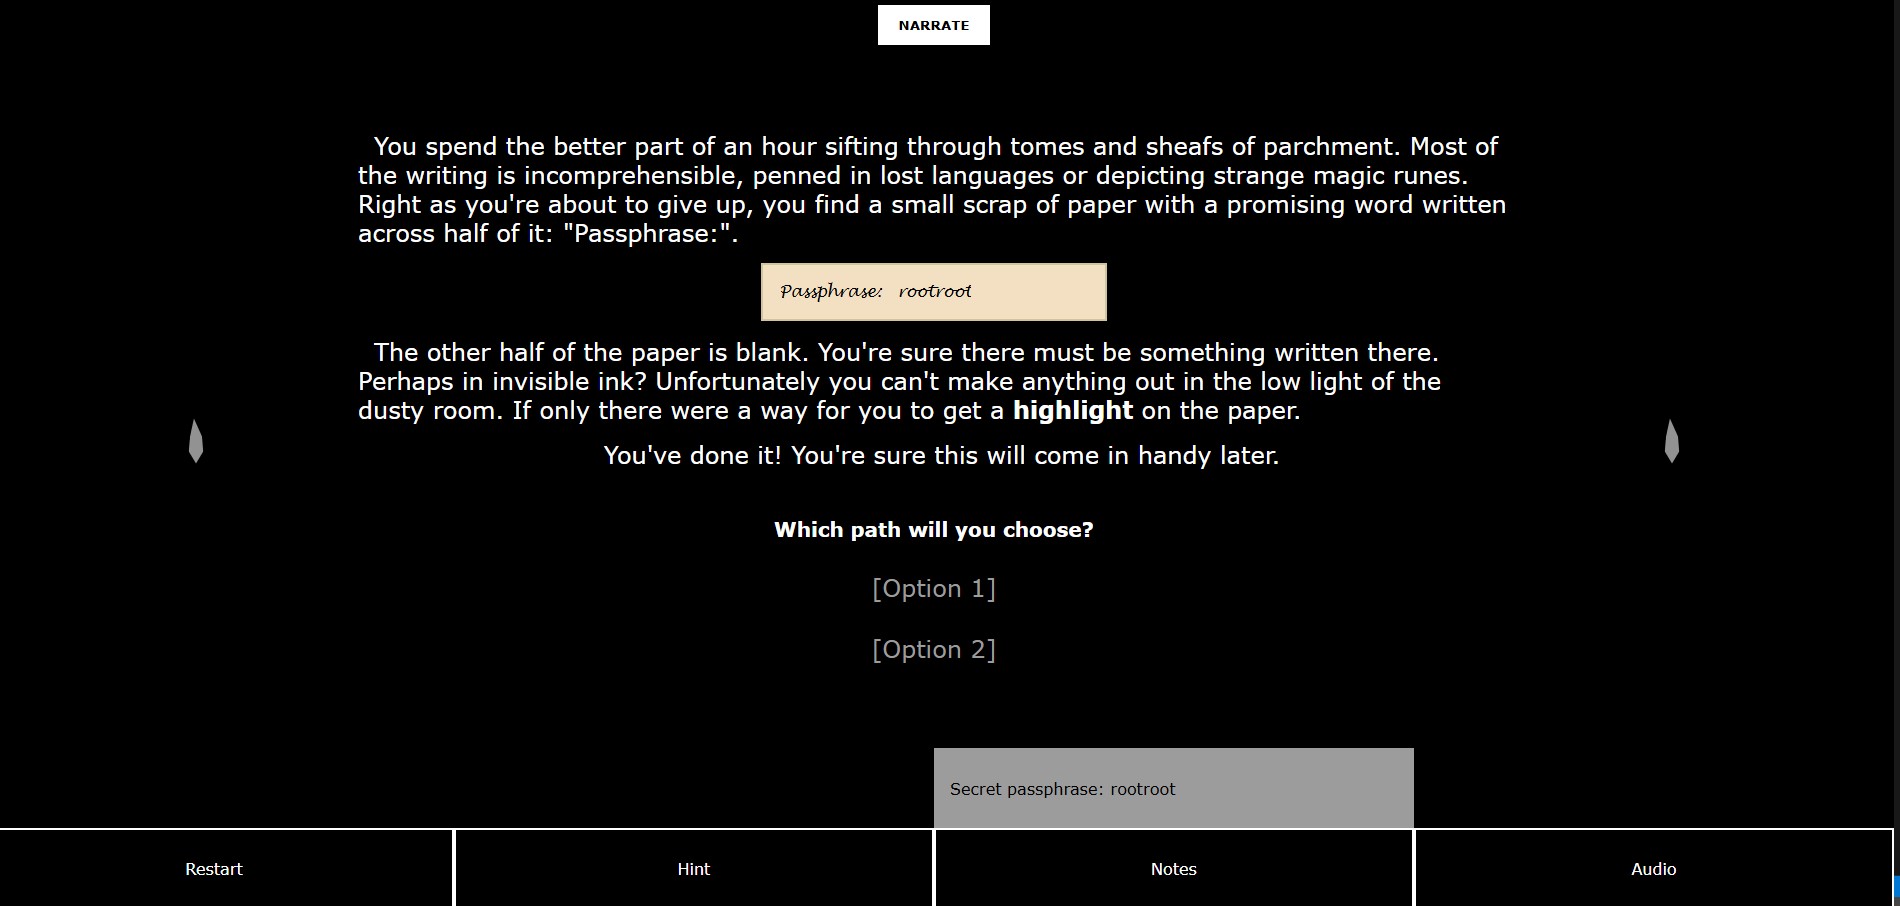 NARRATE
You spend the better part of an hour sifting through tomes and sheafs of parchment. Most of
the writing is incomprehensible, penned in lost languages or depicting strange magic runes.
Right as you're about to give up, you find a small scrap of paper with a promising word written
across half of it: "Passphrase:".
Passphrase: rootroot
The other half of the paper is blank. You're sure there must be something written there.
Perhaps in invisible ink? Unfortunately you can't make anything out in the low light of the
dusty room. If only there were a way for you to get a highlight on the paper.
You've done it! You're sure this will come in handy later.
Which path will you choose?
[Option 1]
[Option 2]
Secret passphrase: rootroot
Restart
Hint
Notes
Audio